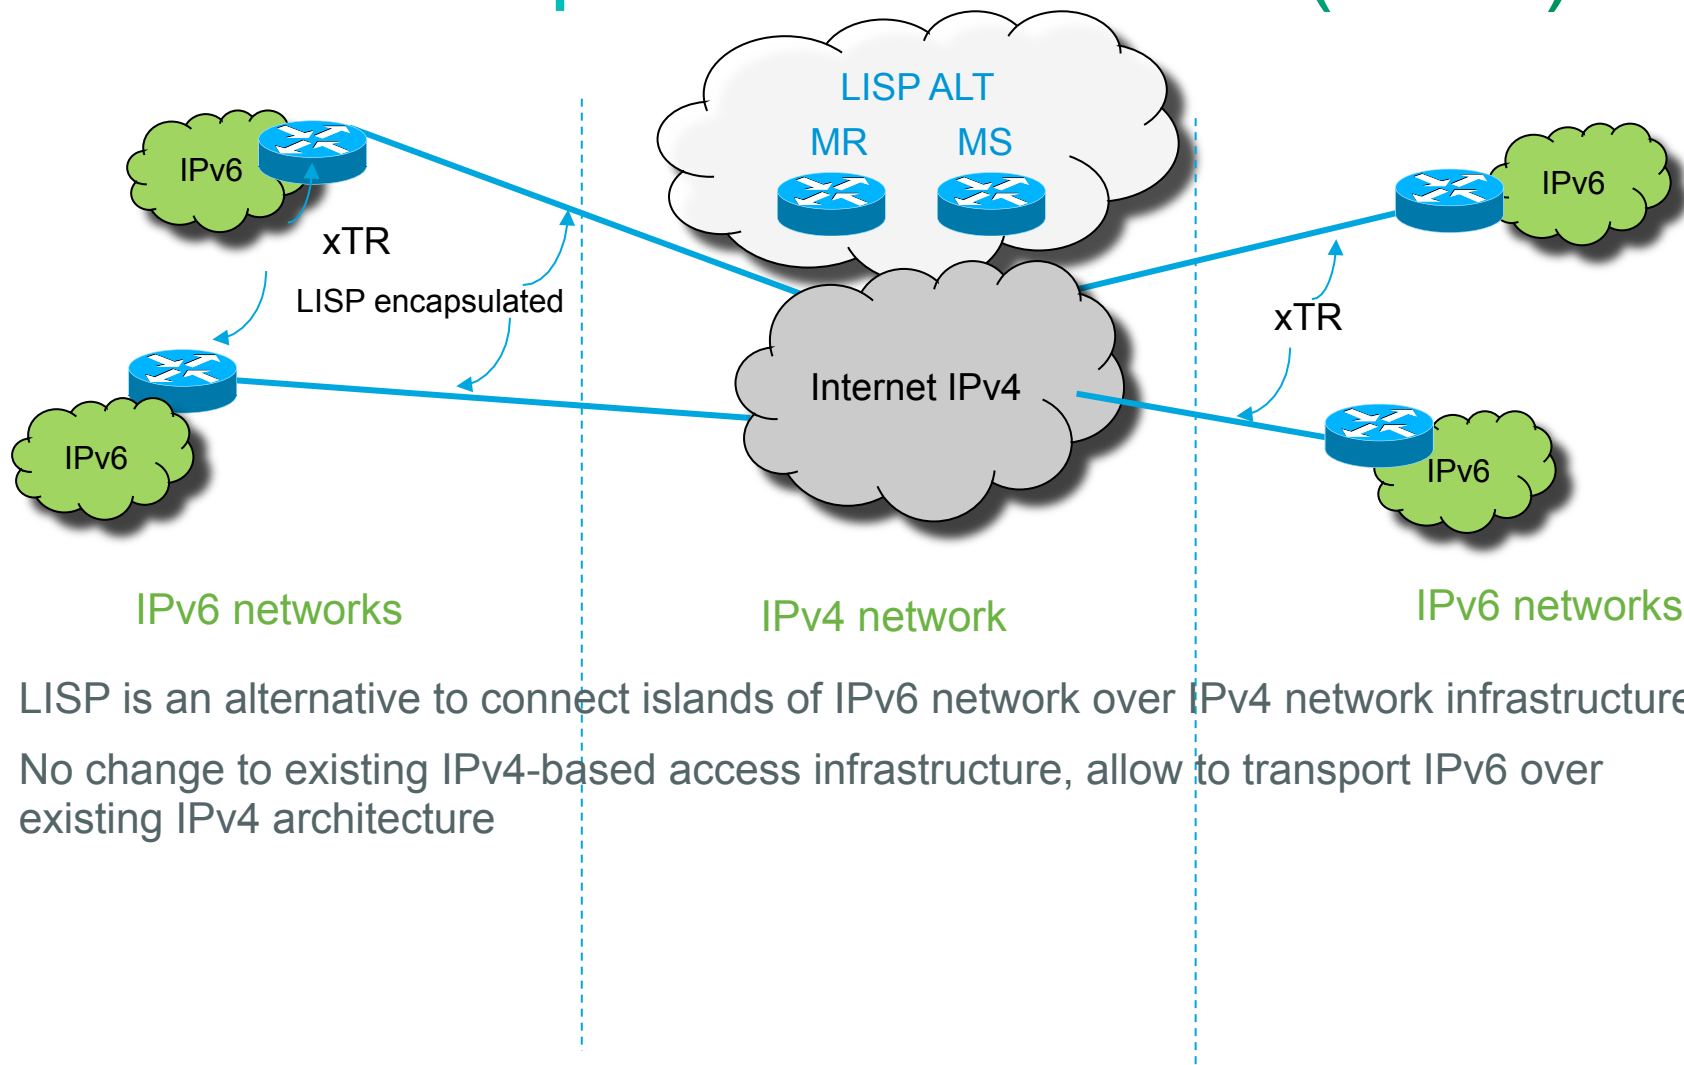 LISP ALT
MR MS
IPv6
IPv6
xTR
LISP encapsulated
xTR
Internet IPv4
IPv6
IPv6
IPv6 networks
IPv4 network
IPv6 networks
LISP is an alternative to connect islands of IPv6 network over IPv4 network infrastructure
No change to existing IPv4-based access infrastructure, allow to transport IPv6 over
existing IPv4 architecture